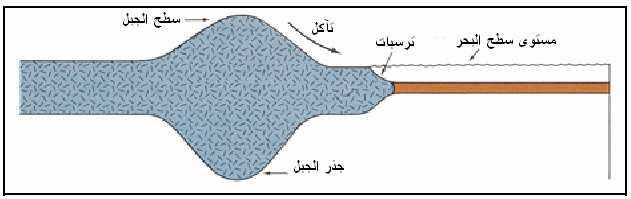 سطح الجبل
تآكل
ترسبات
مستوى سطح البحر
جذر الجبل